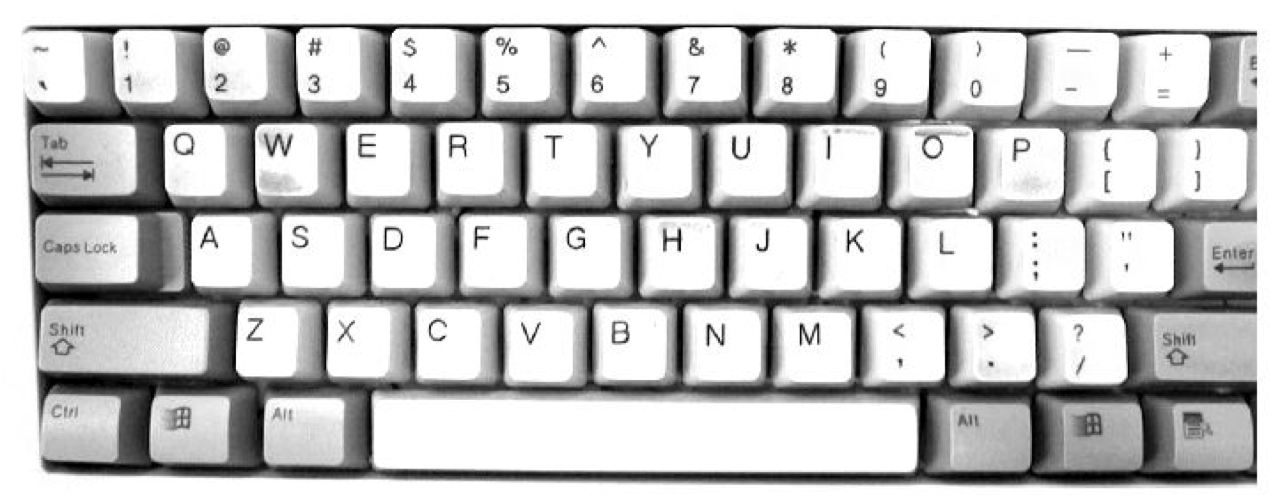 ~ ! @ # $ % ^ & * ( ) — +
` 1 2 3 4 5 6 7 8 9 0 - =
Tab Q W E R T Y U I O P { }
[ ]
Caps Lock A S D F G H J K L : "
; ' Enter
Shift Z X C V B N M < > ? Shift
, . /
Ctrl Alt Alt